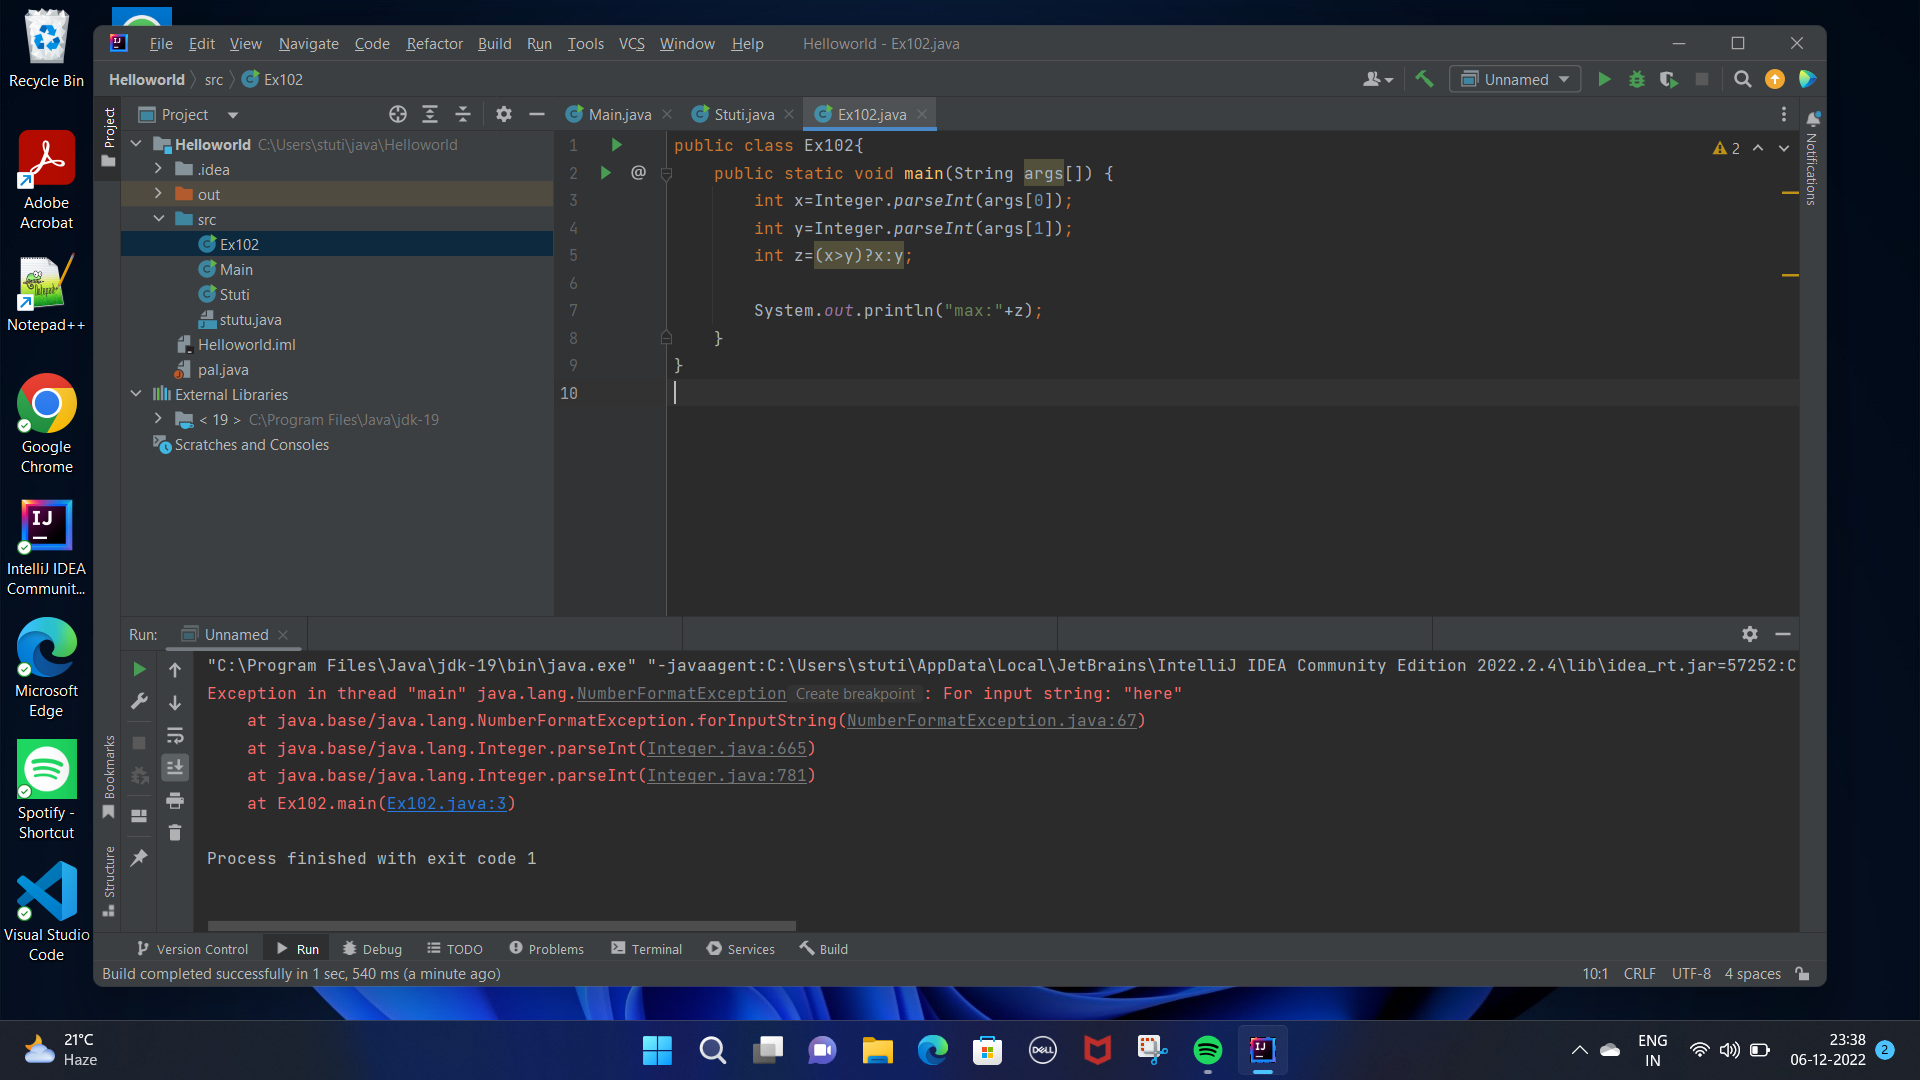 Recycle Bin
Adobe
Acrobat
Notepad++
Google
Chrome
IntelliJ IDEA
Communit...
Microsoft
Edge
Spotify -
Shortcut
Visual Studio
Code
File Edit View Navigate Code Refactor Build Run Tools VCS Window Help Helloworld - Ex102.java
Helloworld src Ex102
Unnamed
Project
Project
Main.java Stuti.java Ex102.java
Helloworld C:\Users\stuti\java\Helloworld
.idea
out
src
Ex102
Main
Stuti
stutu.java
Helloworld.iml
pal.java
External Libraries
< 19 > C:\Program Files\Java\jdk-19
Scratches and Consoles
1 public class Ex102{
2 @ public static void main(String args[]) {
3 int x=Integer.parseInt(args[0]);
4 int y=Integer.parseInt(args[1]);
5 int z=(x>y)?x:y;
6
7 System.out.println("max:"+z);
8 }
9 }
10
2
Notifications
Run: Unnamed
"C:\Program Files\Java\jdk-19\bin\java.exe" "-javaagent:C:\Users\stuti\AppData\Local\JetBrains\IntelliJ IDEA Community Edition 2022.2.4\lib\idea_rt.jar=57252:C
Exception in thread "main" java.lang.NumberFormatException Create breakpoint : For input string: "here"
at java.base/java.lang.NumberFormatException.forInputString(NumberFormatException.java:67)
at java.base/java.lang.Integer.parseInt(Integer.java:665)
at java.base/java.lang.Integer.parseInt(Integer.java:781)
at Ex102.main(Ex102.java:3)
Process finished with exit code 1
Bookmarks
Structure
Version Control Run Debug TODO Problems Terminal Services Build
Build completed successfully in 1 sec, 540 ms (a minute ago)
10:1 CRLF UTF-8 4 spaces
21°C
Haze
DELL
IJ
ENG
IN
23:38
06-12-2022
2